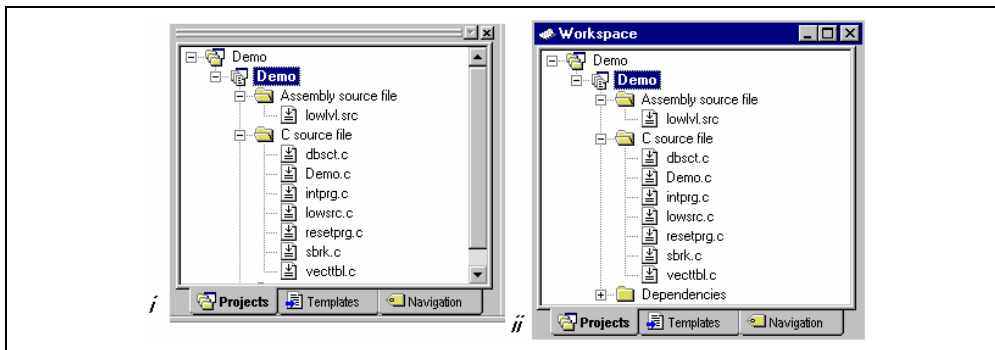 Demo
Demo
Assembly source file
lowlvl.src
C source file
dbsct.c
Demo.c
intprg.c
lowsrc.c
resetprg.c
sbrk.c
vecttbl.c
Projects Templates Navigation
i
Workspace
Demo
Demo
Assembly source file
lowlvl.src
C source file
dbsct.c
Demo.c
intprg.c
lowsrc.c
resetprg.c
sbrk.c
vecttbl.c
Dependencies
Projects Templates Navigation
ii